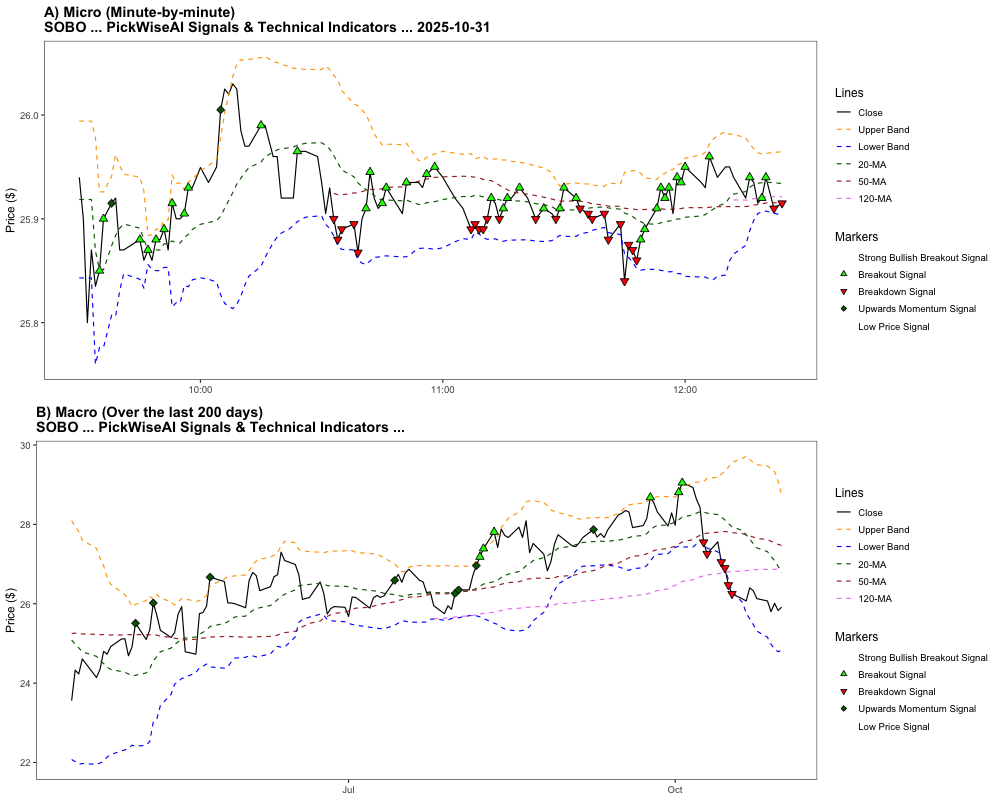 A) Micro (Minute-by-minute)
SOBO ... PickWiseAI Signals & Technical Indicators ... 2025-10-31
Price ($)
26.0
25.9
25.8
10:00
11:00
12:00
Lines
Close
Upper Band
Lower Band
20-MA
50-MA
120-MA
Markers
Strong Bullish Breakout Signal
Breakout Signal
Breakdown Signal
Upwards Momentum Signal
Low Price Signal
B) Macro (Over the last 200 days)
SOBO ... PickWiseAI Signals & Technical Indicators ...
Price ($)
30
28
26
24
22
Jul
Oct
Lines
Close
Upper Band
Lower Band
20-MA
50-MA
120-MA
Markers
Strong Bullish Breakout Signal
Breakout Signal
Breakdown Signal
Upwards Momentum Signal
Low Price Signal